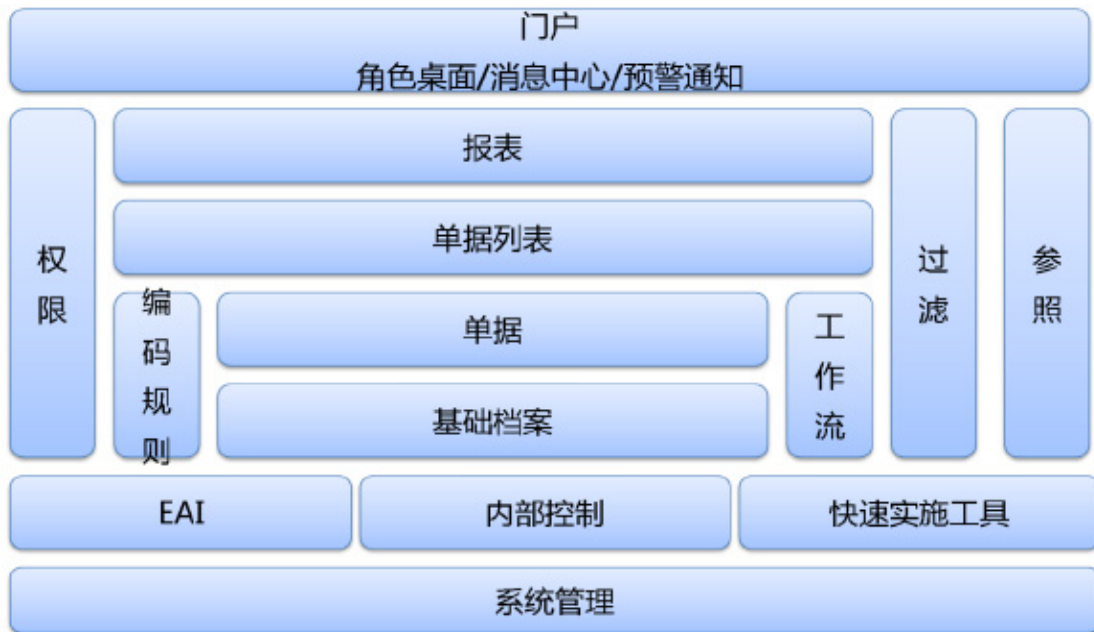 门户
角色桌面/消息中心/预警通知
权限
报表
单据列表
编码规则
单据
基础档案
工作流
过滤
参照
EAI
内部控制
快速实施工具
系统管理